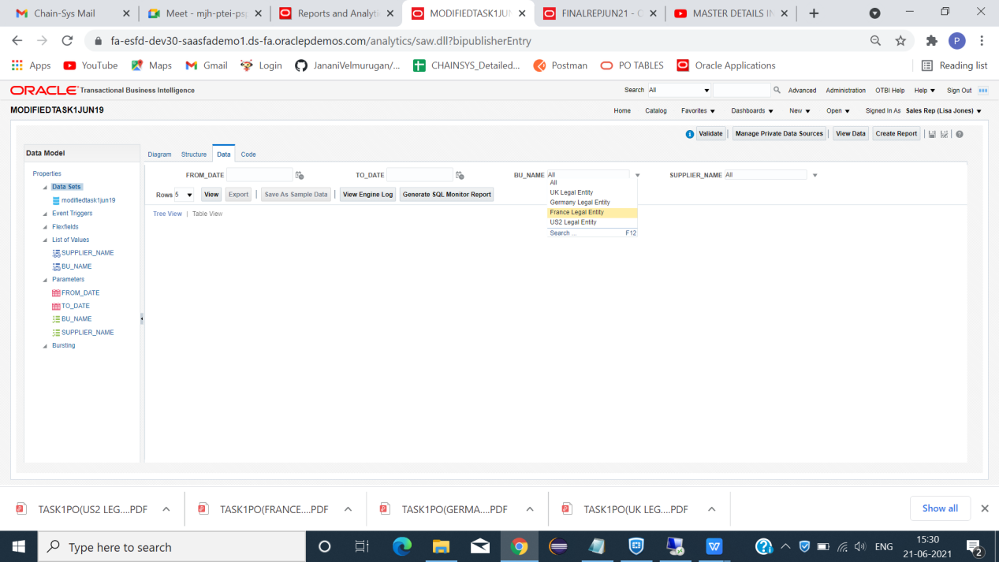 Chain-Sys Mail
Meet - mjh-ptei-psp
Reports and Analyti
MODIFIEDTASK1JUN
FINALREPJUN21 - O
MASTER DETAILS IN
fa-esfd-dev30-saasfademo1.ds-fa.oraclepdemos.com/analytics/saw.dll?bipublisherEntry
P
Apps YouTube Maps Gmail Login JananiVelmurugan/... CHAINSYS_Detailed... Postman PO TABLES Oracle Applications Reading list
ORACLE Transactional Business Intelligence
Search All Advanced Administration OTBI Help Help Sign Out
MODIFIEDTASK1JUN19
Home Catalog Favorites Dashboards New Open Signed In As Sales Rep (Lisa Jones)
Validate Manage Private Data Sources View Data Create Report
Data Model
Properties
Data Sets
modifiedtask1jun19
Event Triggers
Flexfields
List of Values
SUPPLIER_NAME
BU_NAME
Parameters
FROM_DATE
TO_DATE
BU_NAME
SUPPLIER_NAME
Bursting
Diagram Structure Data Code
FROM_DATE TO_DATE BU_NAME All SUPPLIER_NAME All
All
UK Legal Entity
Germany Legal Entity
France Legal Entity
US2 Legal Entity
Search ... F12
Rows 5 View Export Save As Sample Data View Engine Log Generate SQL Monitor Report
Tree View | Table View
TASK1PO(US2 LEG....PDF TASK1PO(FRANCE....PDF TASK1PO(GERMA....PDF TASK1PO(UK LEG....PDF Show all
Type here to search
ENG
15:30
21-06-2021
2